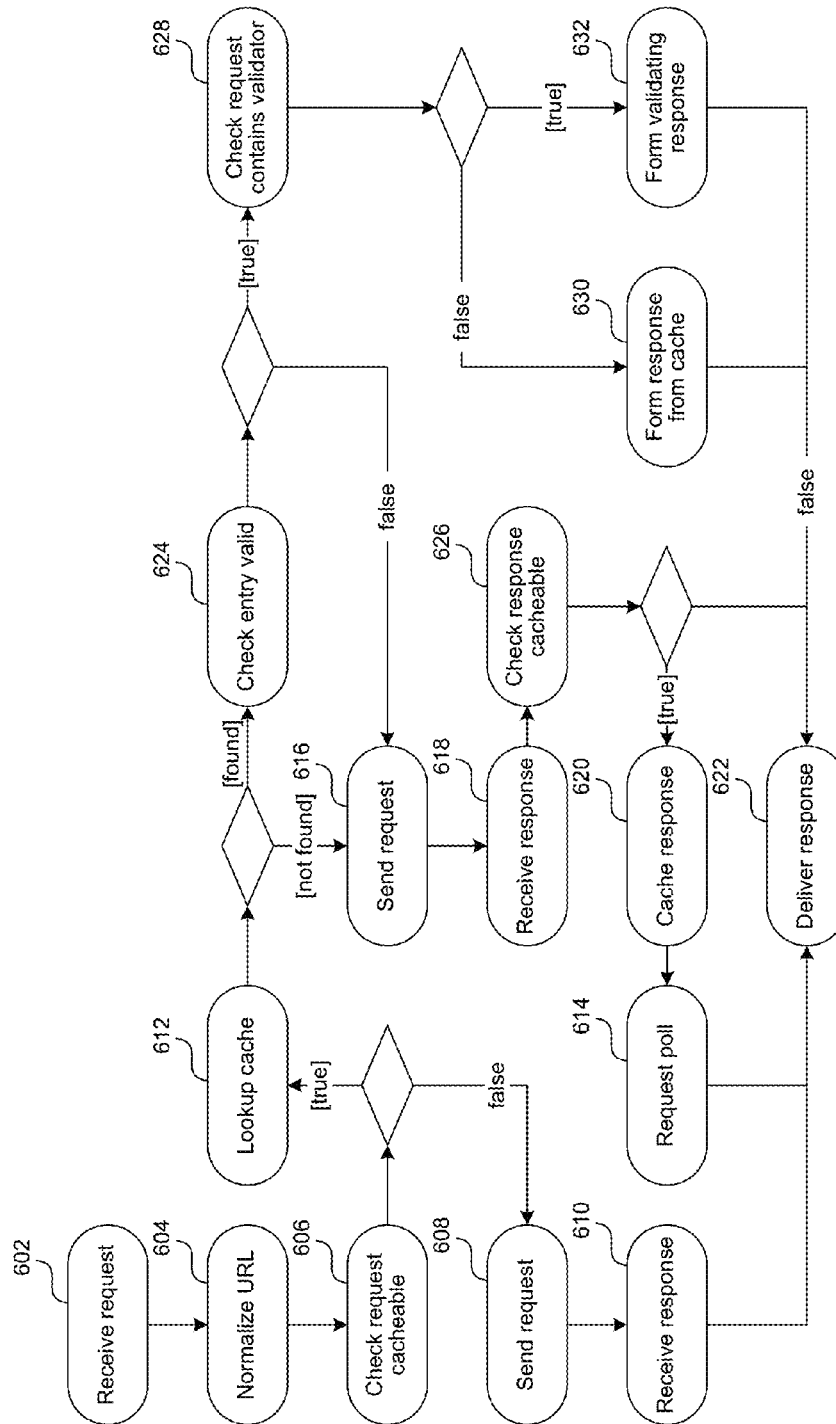 602
Receive request
604
Normalize URL
606
Check request
cacheable
[true]
false
608
Send request
610
Receive response
612
Lookup cache
[found]
[not found]
616
Send request
618
Receive response
626
Check response
cacheable
[true]
false
620
Cache response
614
Request poll
622
Deliver response
624
Check entry valid
[true]
false
628
Check request
contains validator
false
[true]
630
Form response
from cache
632
Form validating
response